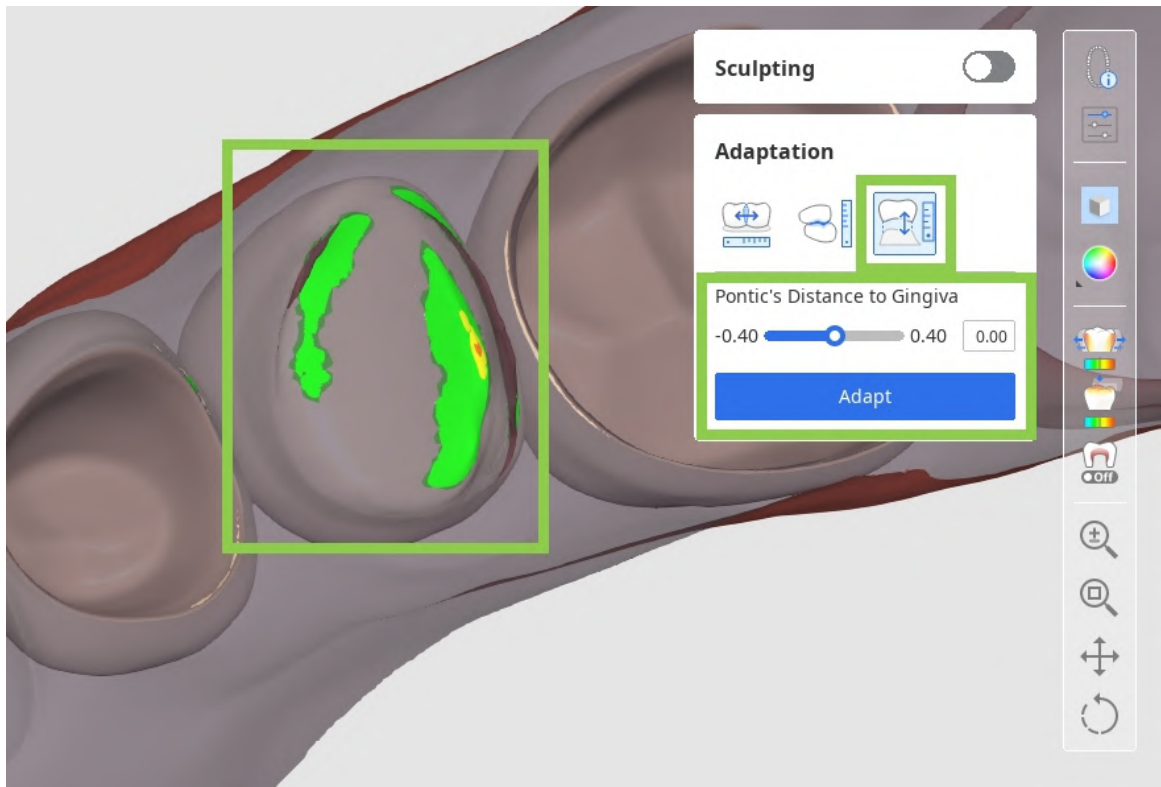 Sculpting
Adaptation
Pontic's Distance to Gingiva
-0.40 0.40 0.00
Adapt
Off